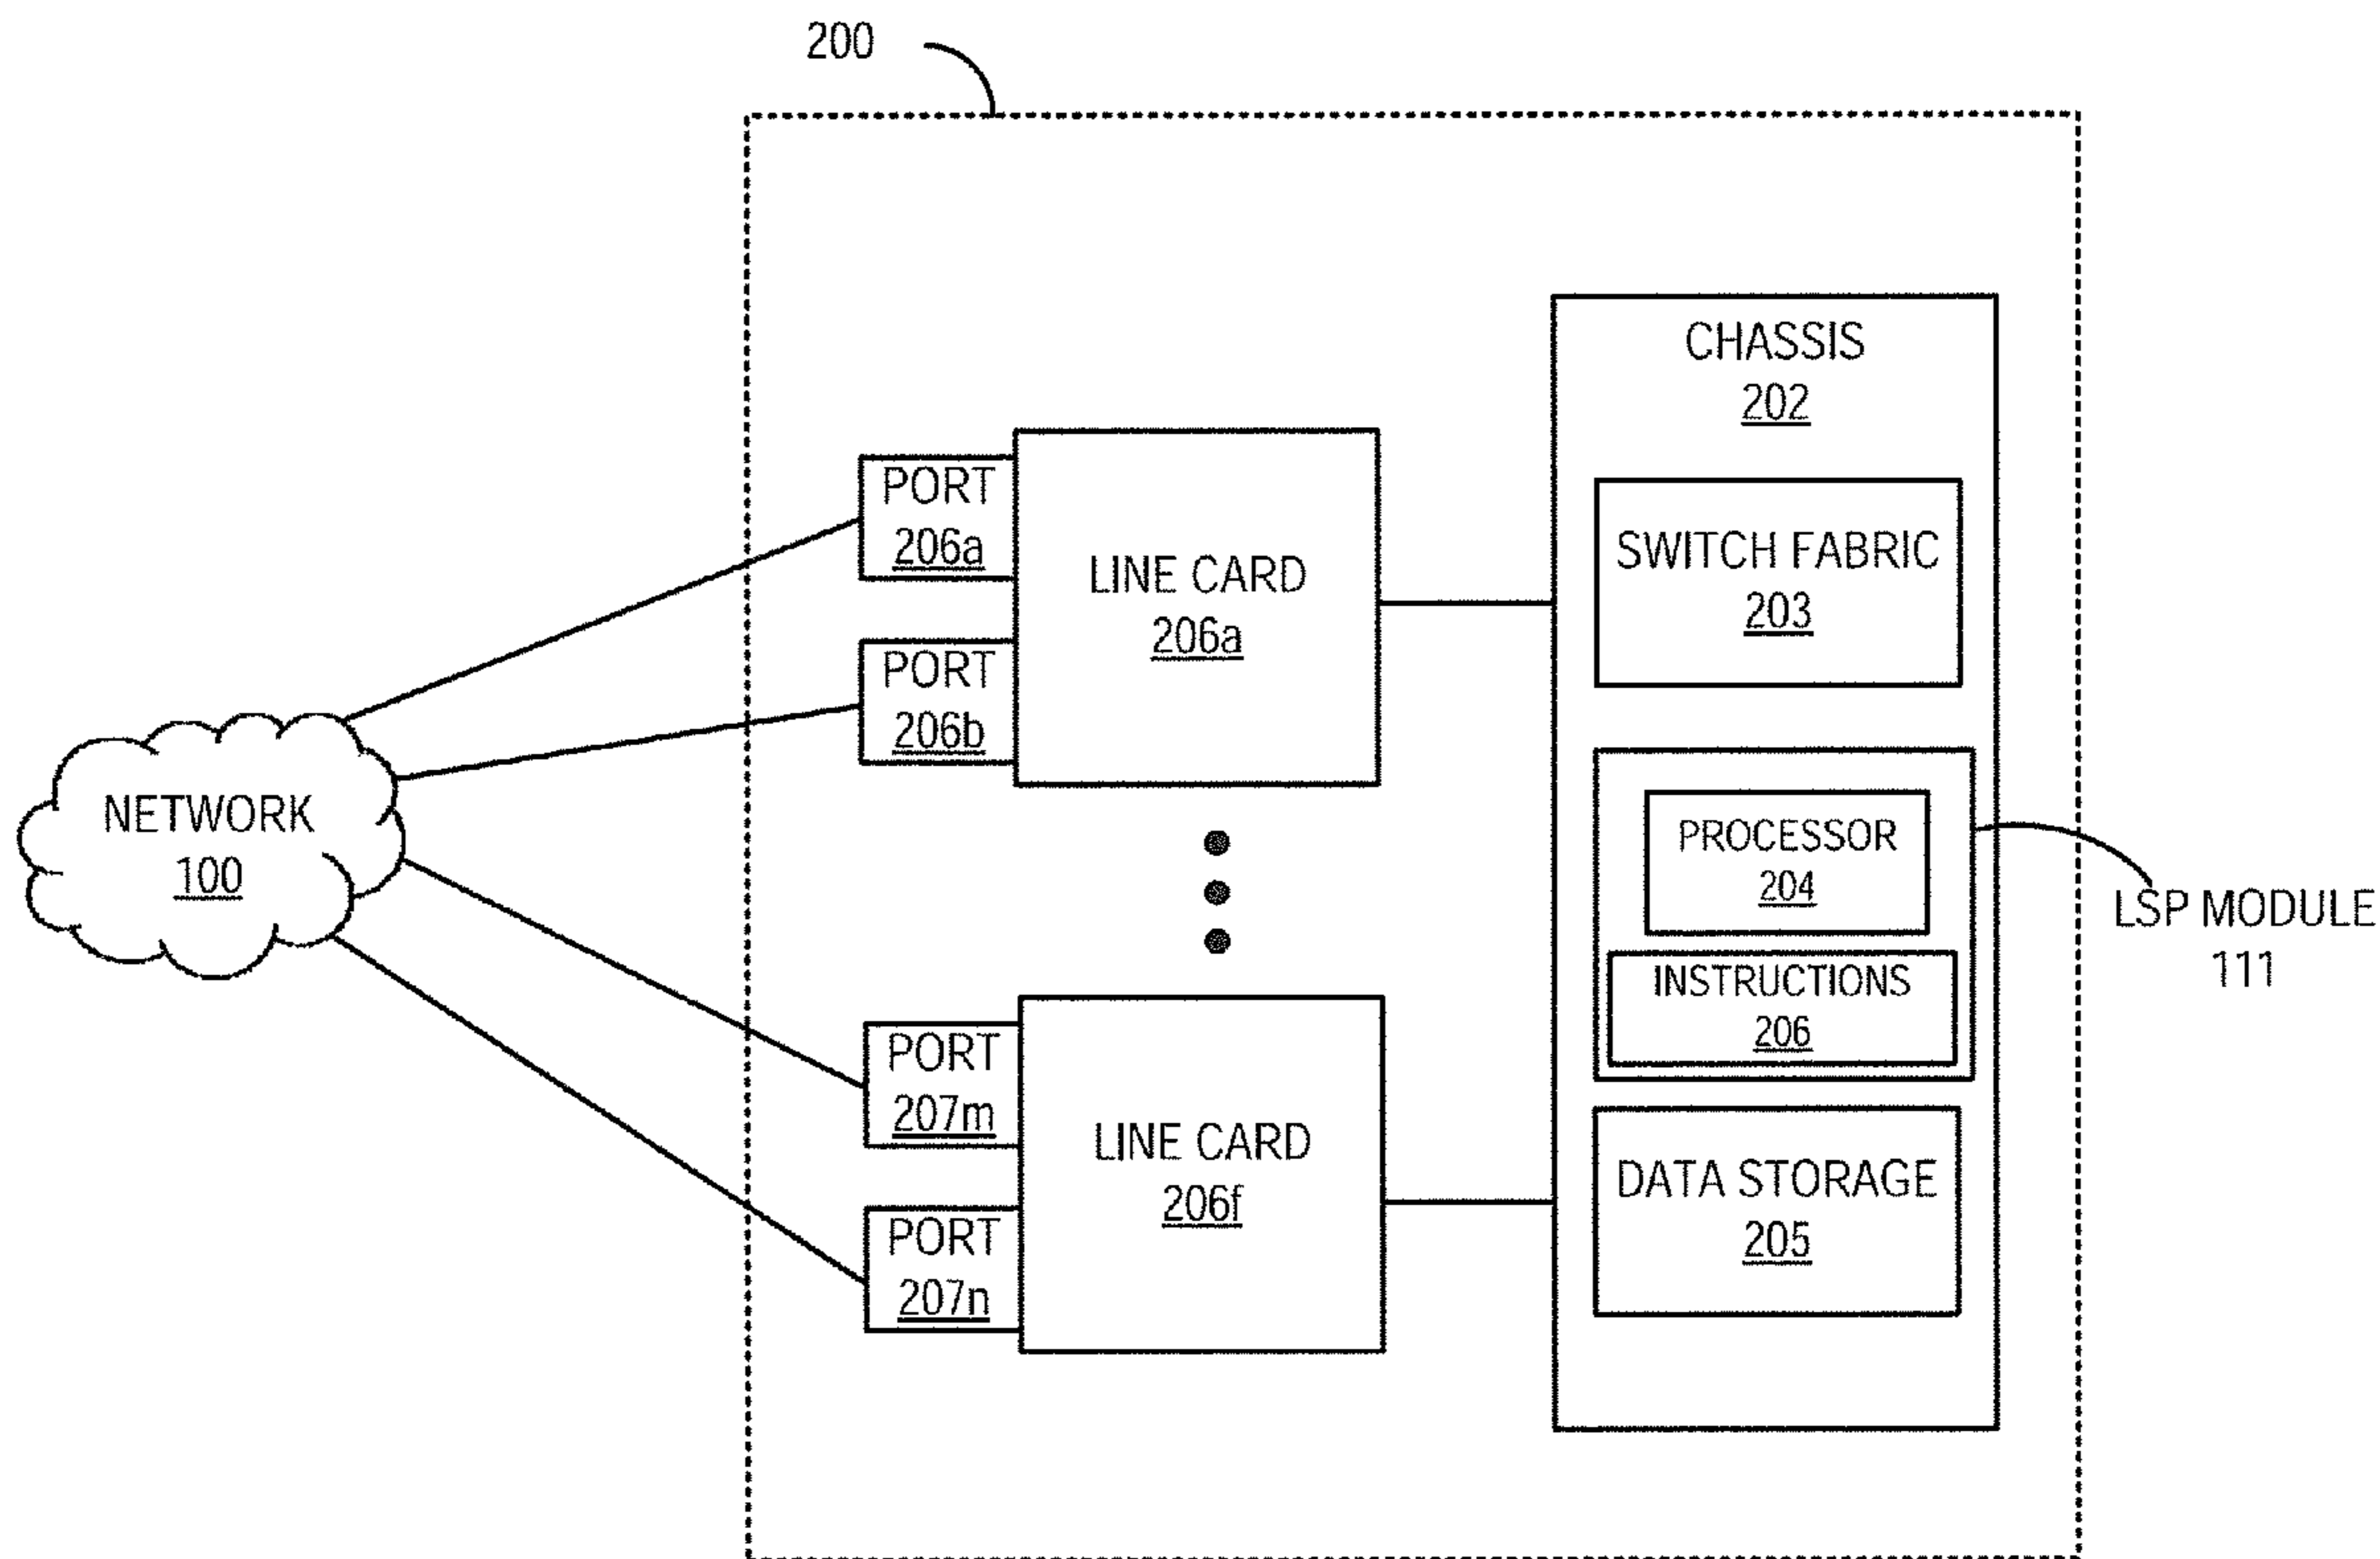 200
CHASSIS
202
PORT
206a
LINE CARD
206a
SWITCH FABRIC
203
PORT
206b
NETWORK
100
PROCESSOR
204
LSP MODULE
111
INSTRUCTIONS
206
PORT
207m
LINE CARD
206f
DATA STORAGE
205
PORT
207n